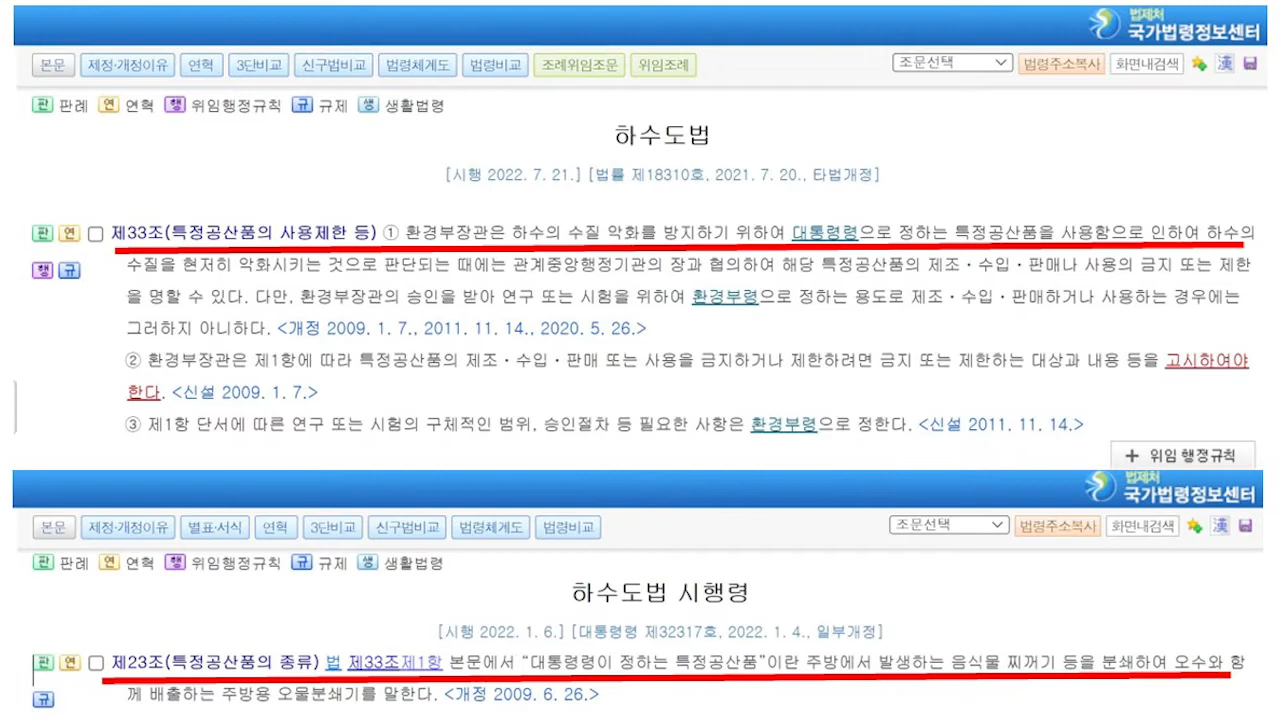 법제처
국가법령정보센터
본문 제정·개정이유 연혁 3단비교 신구법비교 법령체계도 법령비교 조례위임조문 위임조례 조문선택 법령주소복사 화면내검색 漢
판 판례 연 연혁 행 위임행정규칙 규 규제 생 생활법령
하수도법
[시행 2022. 7. 21.] [법률 제18310호, 2021. 7. 20., 타법개정]
판 연 제33조(특정공산품의 사용제한 등) ① 환경부장관은 하수의 수질 악화를 방지하기 위하여 대통령령으로 정하는 특정공산품을 사용함으로 인하여 하수의
행 규 수질을 현저히 악화시키는 것으로 판단되는 때에는 관계중앙행정기관의 장과 협의하여 해당 특정공산품의 제조·수입·판매나 사용의 금지 또는 제한
을 명할 수 있다. 다만, 환경부장관의 승인을 받아 연구 또는 시험을 위하여 환경부령으로 정하는 용도로 제조·수입·판매하거나 사용하는 경우에는
그러하지 아니하다. <개정 2009. 1. 7., 2011. 11. 14., 2020. 5. 26.>
② 환경부장관은 제1항에 따라 특정공산품의 제조·수입·판매 또는 사용을 금지하거나 제한하려면 금지 또는 제한하는 대상과 내용 등을 고시하여야
한다. <신설 2009. 1. 7.>
③ 제1항 단서에 따른 연구 또는 시험의 구체적인 범위, 승인절차 등 필요한 사항은 환경부령으로 정한다. <신설 2011. 11. 14.>
+ 위임 행정규칙
법제처
국가법령정보센터
본문 제정·개정이유 별표·서식 연혁 3단비교 신구법비교 법령체계도 법령비교 조문선택 법령주소복사 화면내검색 漢
판 판례 연 연혁 행 위임행정규칙 규 규제 생 생활법령
하수도법 시행령
[시행 2022. 1. 6.] [대통령령 제32317호, 2022. 1. 4., 일부개정]
판 연 제23조(특정공산품의 종류) 법 제33조제1항 본문에서 “대통령령이 정하는 특정공산품”이란 주방에서 발생하는 음식물 찌꺼기 등을 분쇄하여 오수와 함
규 께 배출하는 주방용 오물분쇄기를 말한다. <개정 2009. 6. 26.>